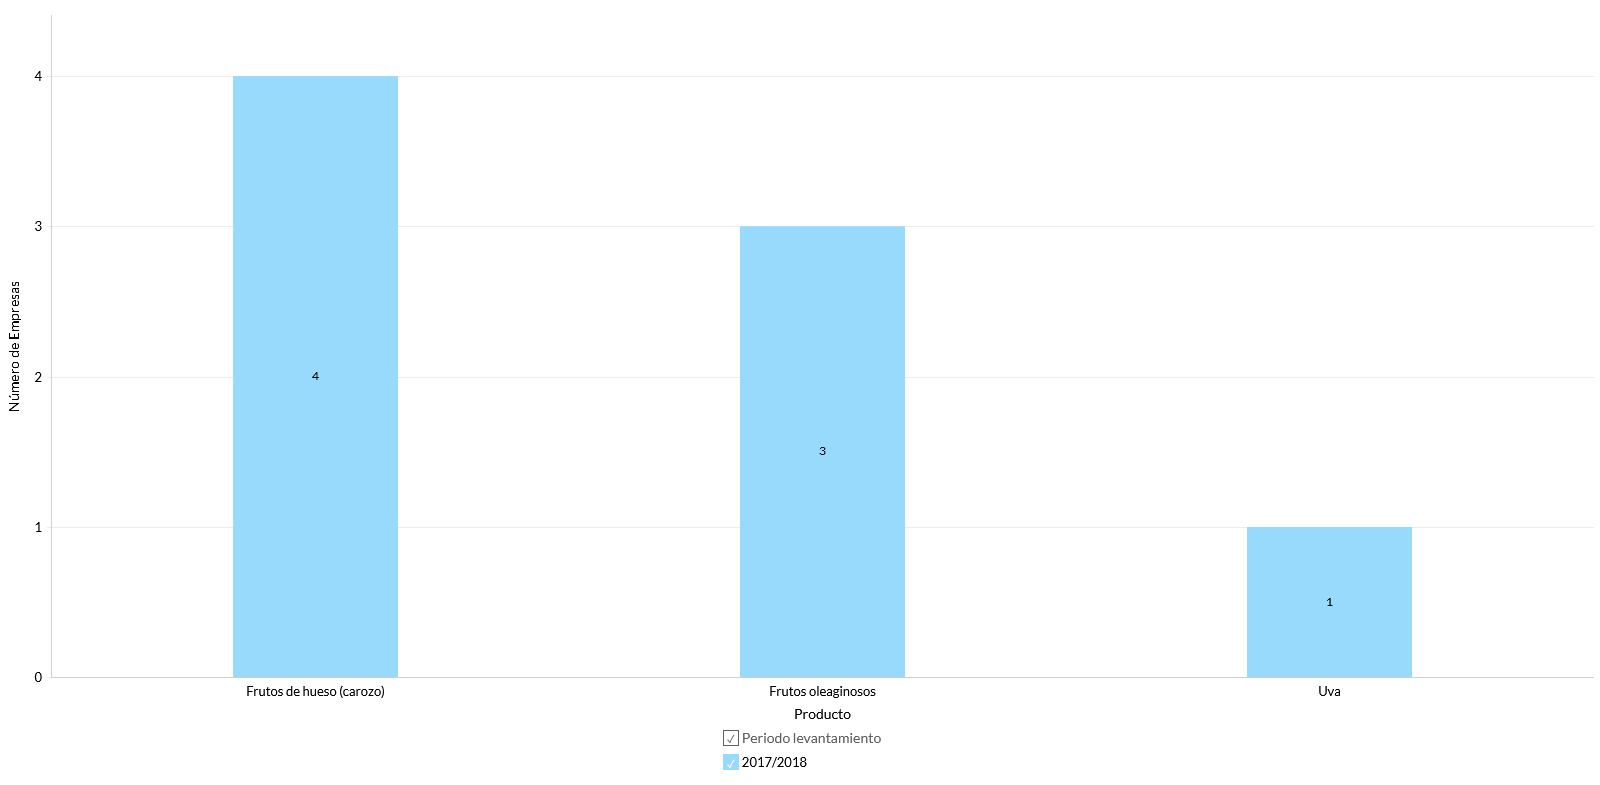 Número de Empresas
4
3
2
1
0
4
3
1
Frutos de hueso (carozo)
Frutos oleaginosos
Uva
Producto
Periodo levantamiento
2017/2018